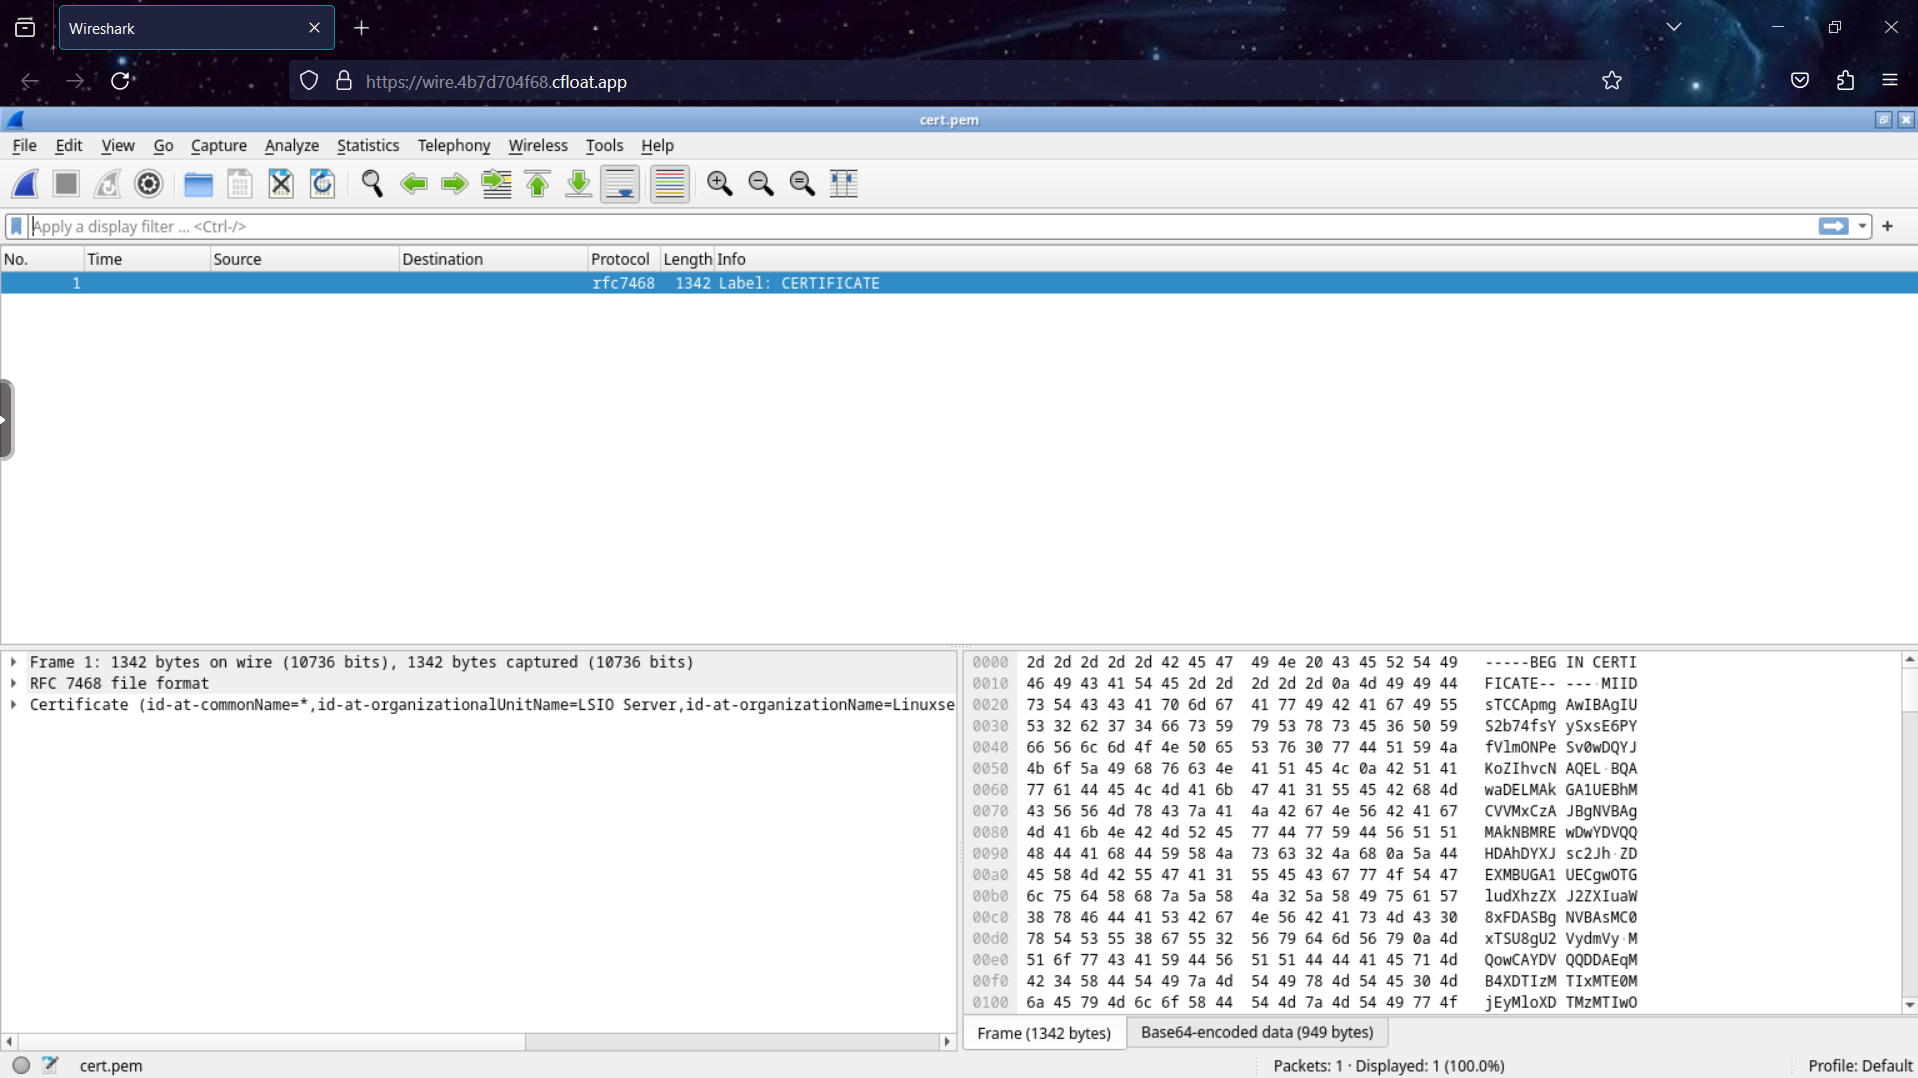 Wireshark
https://wire.4b7d704f68.cfloat.app
cert.pem
File Edit View Go Capture Analyze Statistics Telephony Wireless Tools Help
Apply a display filter ... <Ctrl-/>
No. Time Source Destination Protocol Length Info
1 rfc7468 1342 Label: CERTIFICATE
Frame 1: 1342 bytes on wire (10736 bits), 1342 bytes captured (10736 bits)
RFC 7468 file format
Certificate (id-at-commonName=*,id-at-organizationalUnitName=LSIO Server,id-at-organizationName=Linuxse
0000 2d 2d 2d 2d 2d 42 45 47 49 4e 20 43 45 52 54 49 -----BEG IN CERTI
0010 46 49 43 41 54 45 2d 2d 2d 2d 2d 0a 4d 49 49 44 FICATE-- ---·MIID
0020 73 54 43 43 41 70 6d 67 41 77 49 42 41 67 49 55 sTCCApmg AwIBAgIU
0030 53 32 62 37 34 66 73 59 79 53 78 73 45 36 50 59 S2b74fsY ySxsE6PY
0040 66 56 6c 6d 4f 4e 50 65 53 76 30 77 44 51 59 4a fVlmONPe Sv0wDQYJ
0050 4b 6f 5a 49 68 76 63 4e 41 51 45 4c 0a 42 51 41 KoZIhvcN AQEL·BQA
0060 77 61 44 45 4c 4d 41 6b 47 41 31 55 45 42 68 4d waDELMAk GA1UEBhM
0070 43 56 56 4d 78 43 7a 41 4a 42 67 4e 56 42 41 67 CVVMxCzA JBgNVBAg
0080 4d 41 6b 4e 42 4d 52 45 77 44 77 59 44 56 51 51 MAkNBMRE wDwYDVQQ
0090 48 44 41 68 44 59 58 4a 73 63 32 4a 68 0a 5a 44 HDAhDYXJ sc2Jh·ZD
00a0 45 58 4d 42 55 47 41 31 55 45 43 67 77 4f 54 47 EXMBUGA1 UECgwOTG
00b0 6c 75 64 58 68 7a 5a 58 4a 32 5a 58 49 75 61 57 ludXhzZX J2ZXIuaW
00c0 38 78 46 44 41 53 42 67 4e 56 42 41 73 4d 43 30 8xFDASBg NVBAsMC0
00d0 78 54 53 55 38 67 55 32 56 79 64 6d 56 79 0a 4d xTSU8gU2 VydmVy·M
00e0 51 6f 77 43 41 59 44 56 51 51 44 44 41 45 71 4d QowCAYDV QQDDAEqM
00f0 42 34 58 44 54 49 7a 4d 54 49 78 4d 54 45 30 4d B4XDTIzM TIxMTE0M
0100 6a 45 79 4d 6c 6f 58 44 54 4d 7a 4d 54 49 77 4f jEyMloXD TMzMTIwO
Frame (1342 bytes) Base64-encoded data (949 bytes)
cert.pem Packets: 1 · Displayed: 1 (100.0%) Profile: Default